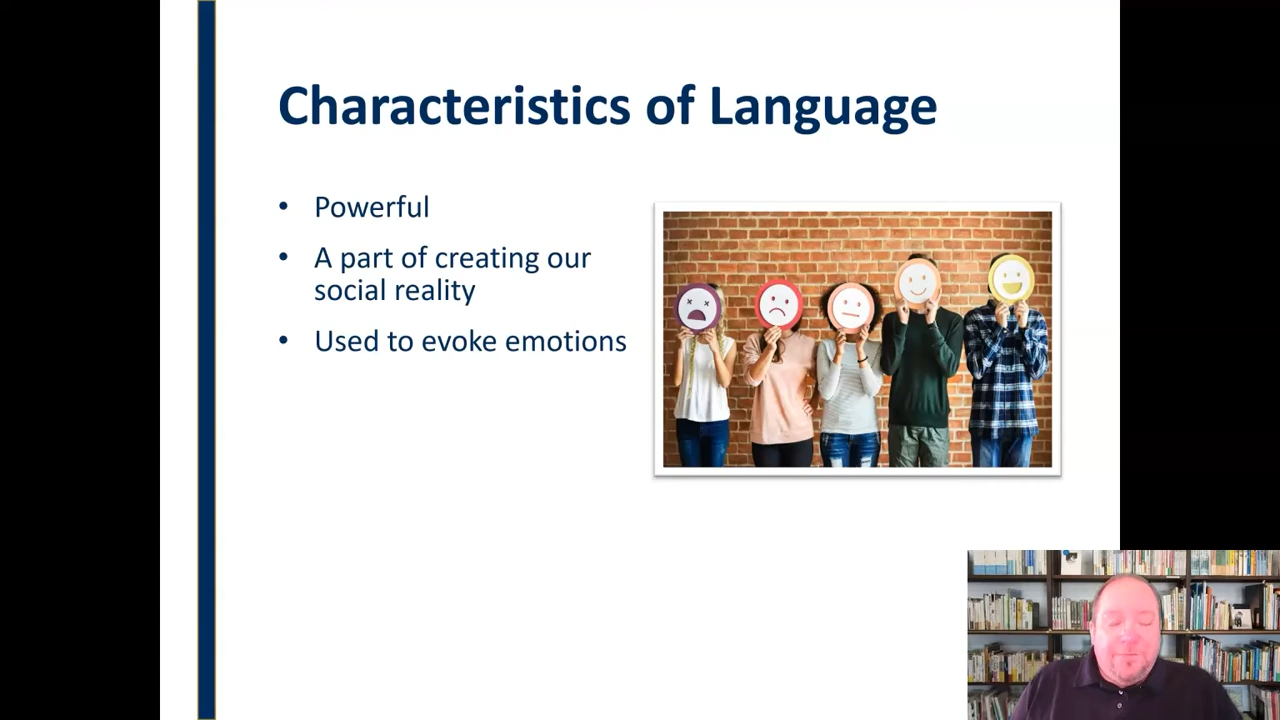 Characteristics of Language
• Powerful
• A part of creating our
social reality
• Used to evoke emotions